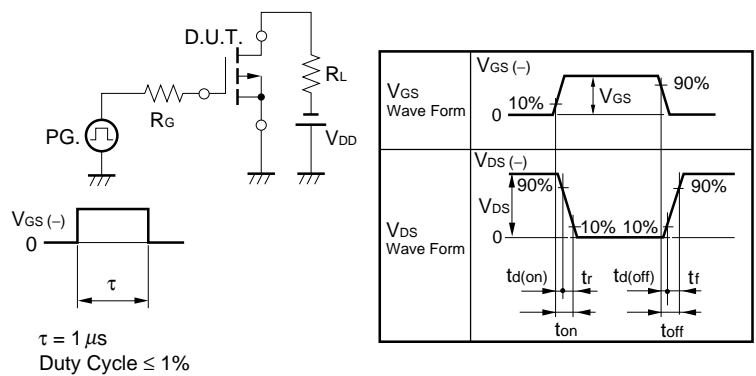 D.U.T.
RL
RG
PG.
VDD
VGS (−)
0
τ
τ = 1 μs
Duty Cycle ≤ 1%
VGS
Wave Form
VGS (−)
10%
0
VGS
90%
VDS
Wave Form
VDS (−)
90%
VDS
0
10% 10%
90%
td(on) tr td(off) tf
ton toff